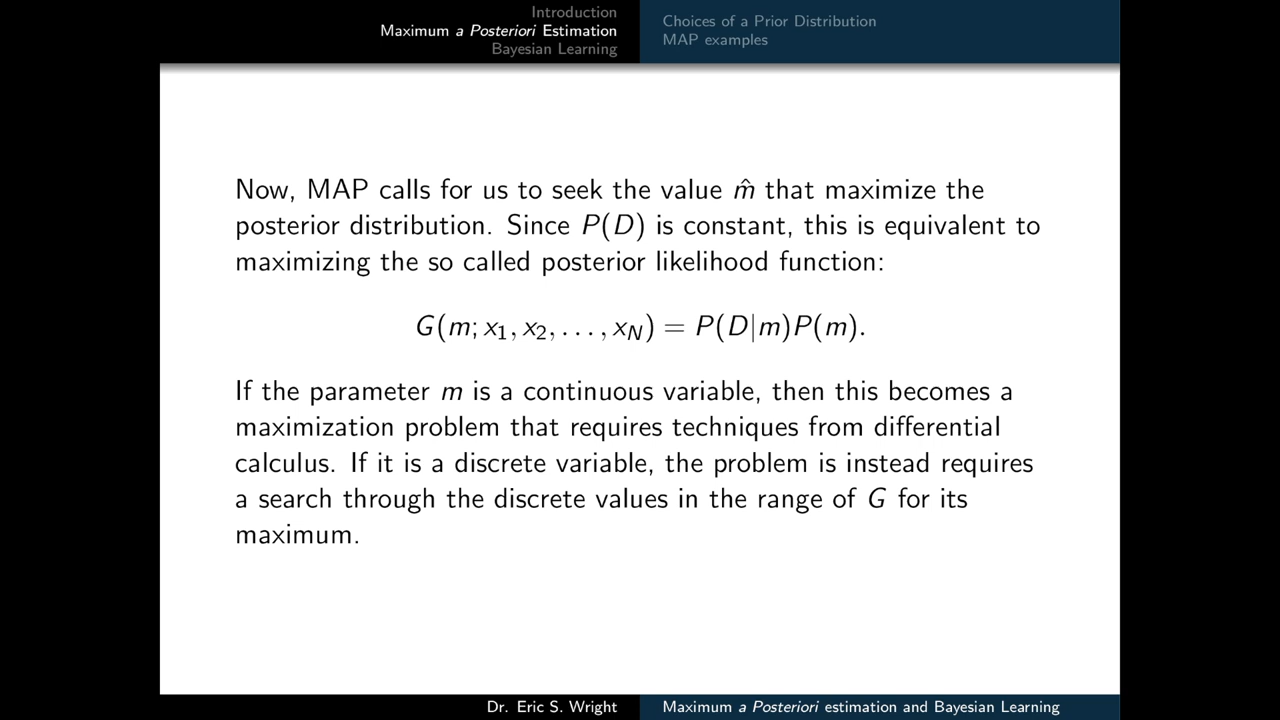 Introduction
Maximum a Posteriori Estimation
Bayesian Learning
Choices of a Prior Distribution
MAP examples
Now, MAP calls for us to seek the value m̂ that maximize the
posterior distribution. Since P(D) is constant, this is equivalent to
maximizing the so called posterior likelihood function:
G(m; x₁, x₂, . . . , x_N) = P(D|m)P(m).
If the parameter m is a continuous variable, then this becomes a
maximization problem that requires techniques from differential
calculus. If it is a discrete variable, the problem is instead requires
a search through the discrete values in the range of G for its
maximum.
Dr. Eric S. Wright
Maximum a Posteriori estimation and Bayesian Learning